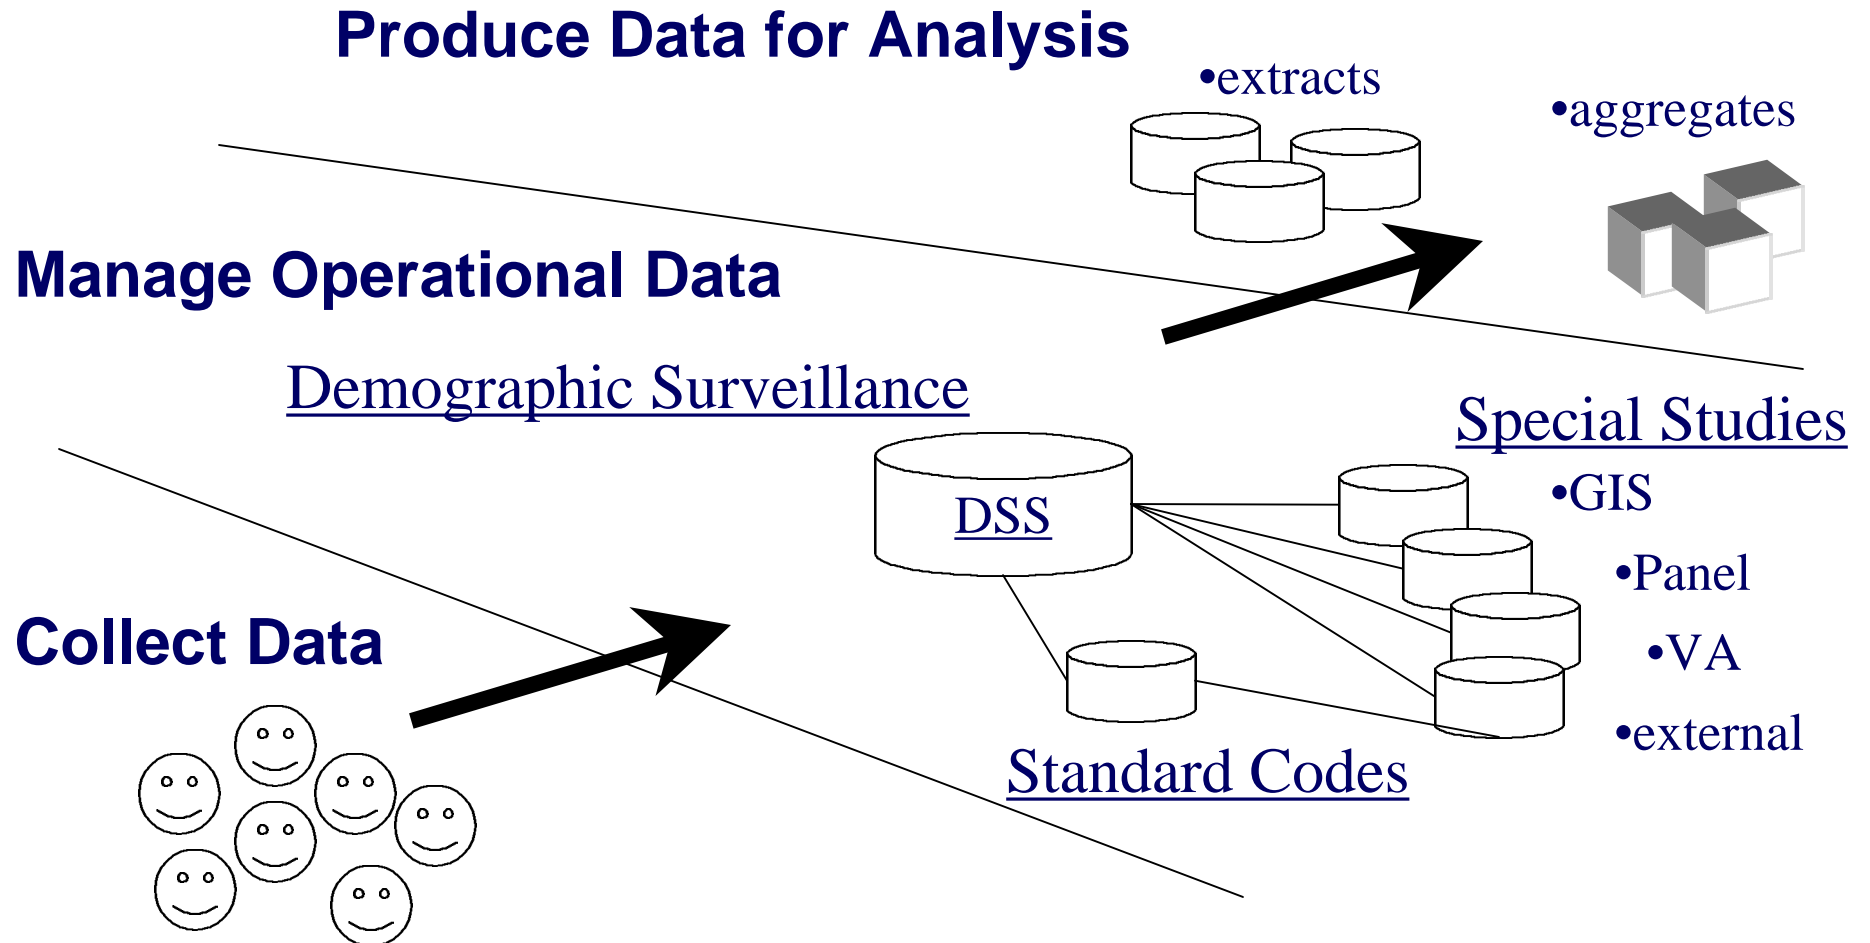 Produce Data for Analysis
•extracts
•aggregates
Manage Operational Data
Demographic Surveillance
Special Studies
DSS
•GIS
•Panel
Collect Data
•VA
•external
Standard Codes